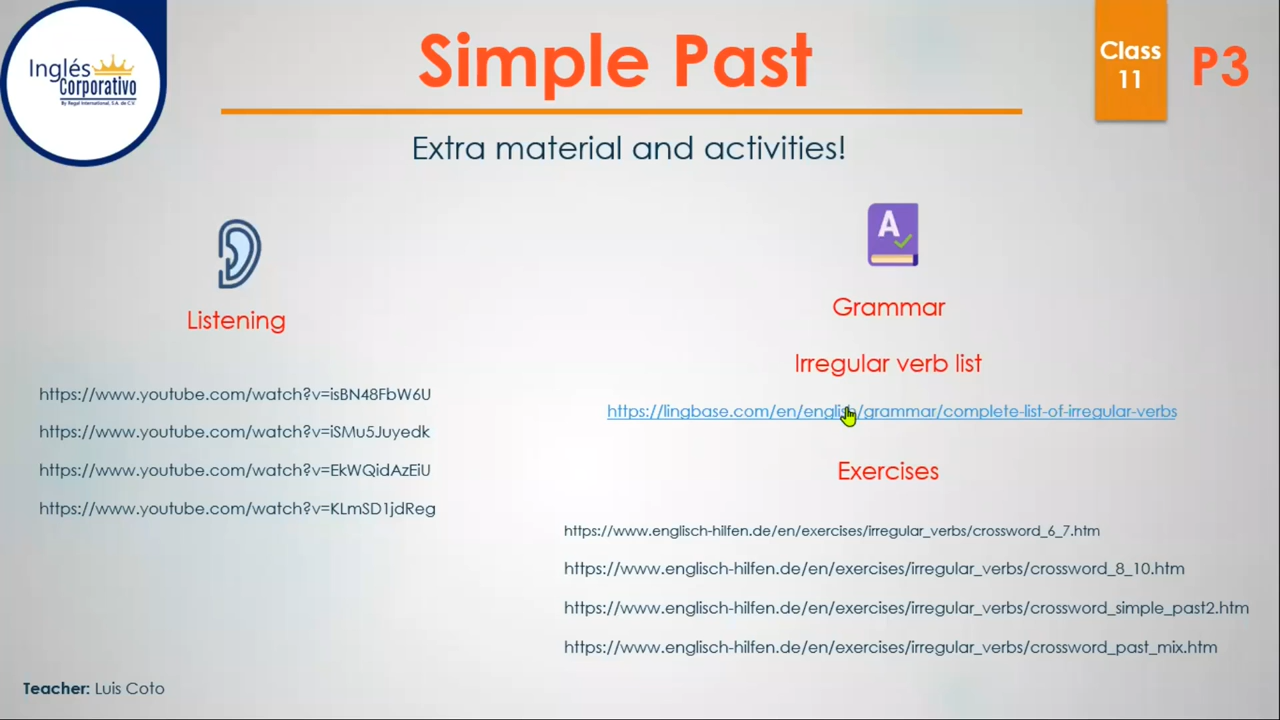 Inglés
Corporativo
By Regal International, S.A. de C.V.
Simple Past
Class
11
P3
Extra material and activities!
Listening
https://www.youtube.com/watch?v=isBN48FbW6U
https://www.youtube.com/watch?v=iSMu5Juyedk
https://www.youtube.com/watch?v=EkWQidAzEiU
https://www.youtube.com/watch?v=KLmSD1jdReg
A
Grammar
Irregular verb list
https://lingbase.com/en/english/grammar/complete-list-of-irregular-verbs
Exercises
https://www.englisch-hilfen.de/en/exercises/irregular_verbs/crossword_6_7.htm
https://www.englisch-hilfen.de/en/exercises/irregular_verbs/crossword_8_10.htm
https://www.englisch-hilfen.de/en/exercises/irregular_verbs/crossword_simple_past2.htm
https://www.englisch-hilfen.de/en/exercises/irregular_verbs/crossword_past_mix.htm
Teacher: Luis Coto